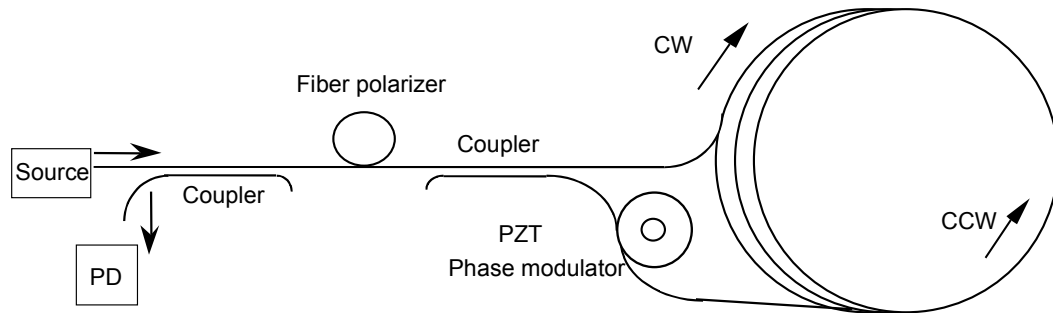 CW
Fiber polarizer
Coupler
Source
Coupler
CCW
PZT
Phase modulator
PD